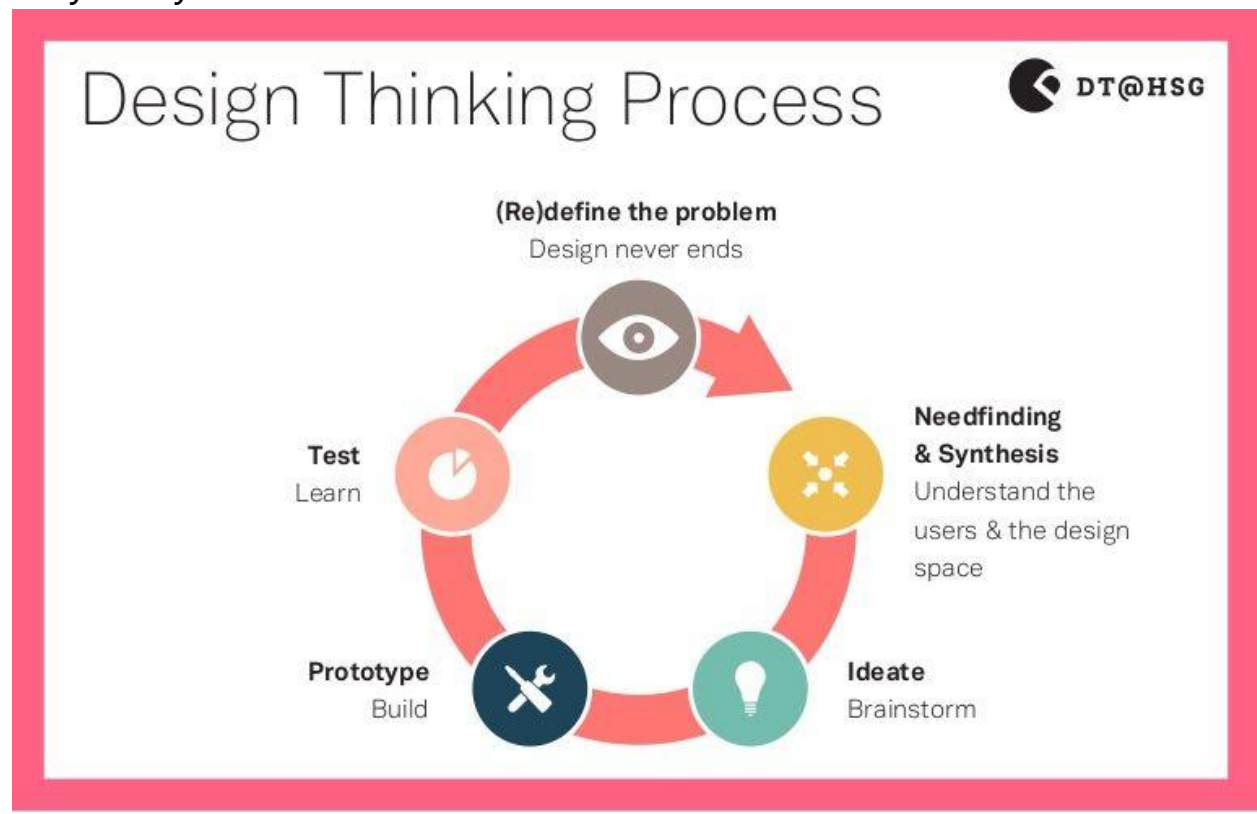 Design Thinking Process
DT@HSG
(Re)define the problem
Design never ends
Needfinding
& Synthesis
Understand the
users & the design
space
Test
Learn
Prototype
Build
Ideate
Brainstorm